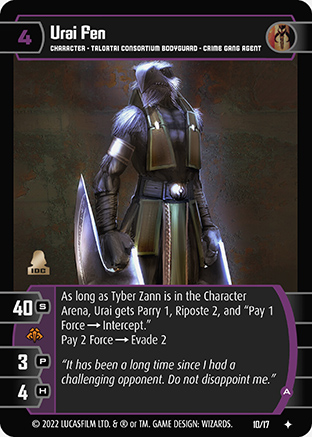 4
Urai Fen
CHARACTER - TALORTAI CONSORTIUM BODYGUARD - CRIME GANG AGENT
IDC
40 S
As long as Tyber Zann is in the Character
Arena, Urai gets Parry 1, Riposte 2, and “Pay 1
Force → Intercept.”
Pay 2 Force → Evade 2
3 P
“It has been a long time since I had a
challenging opponent. Do not disappoint me.”
4 H
A
© 2022 LUCASFILM LTD. & ® OR TM. GAME DESIGN: WIZARDS.
10/17